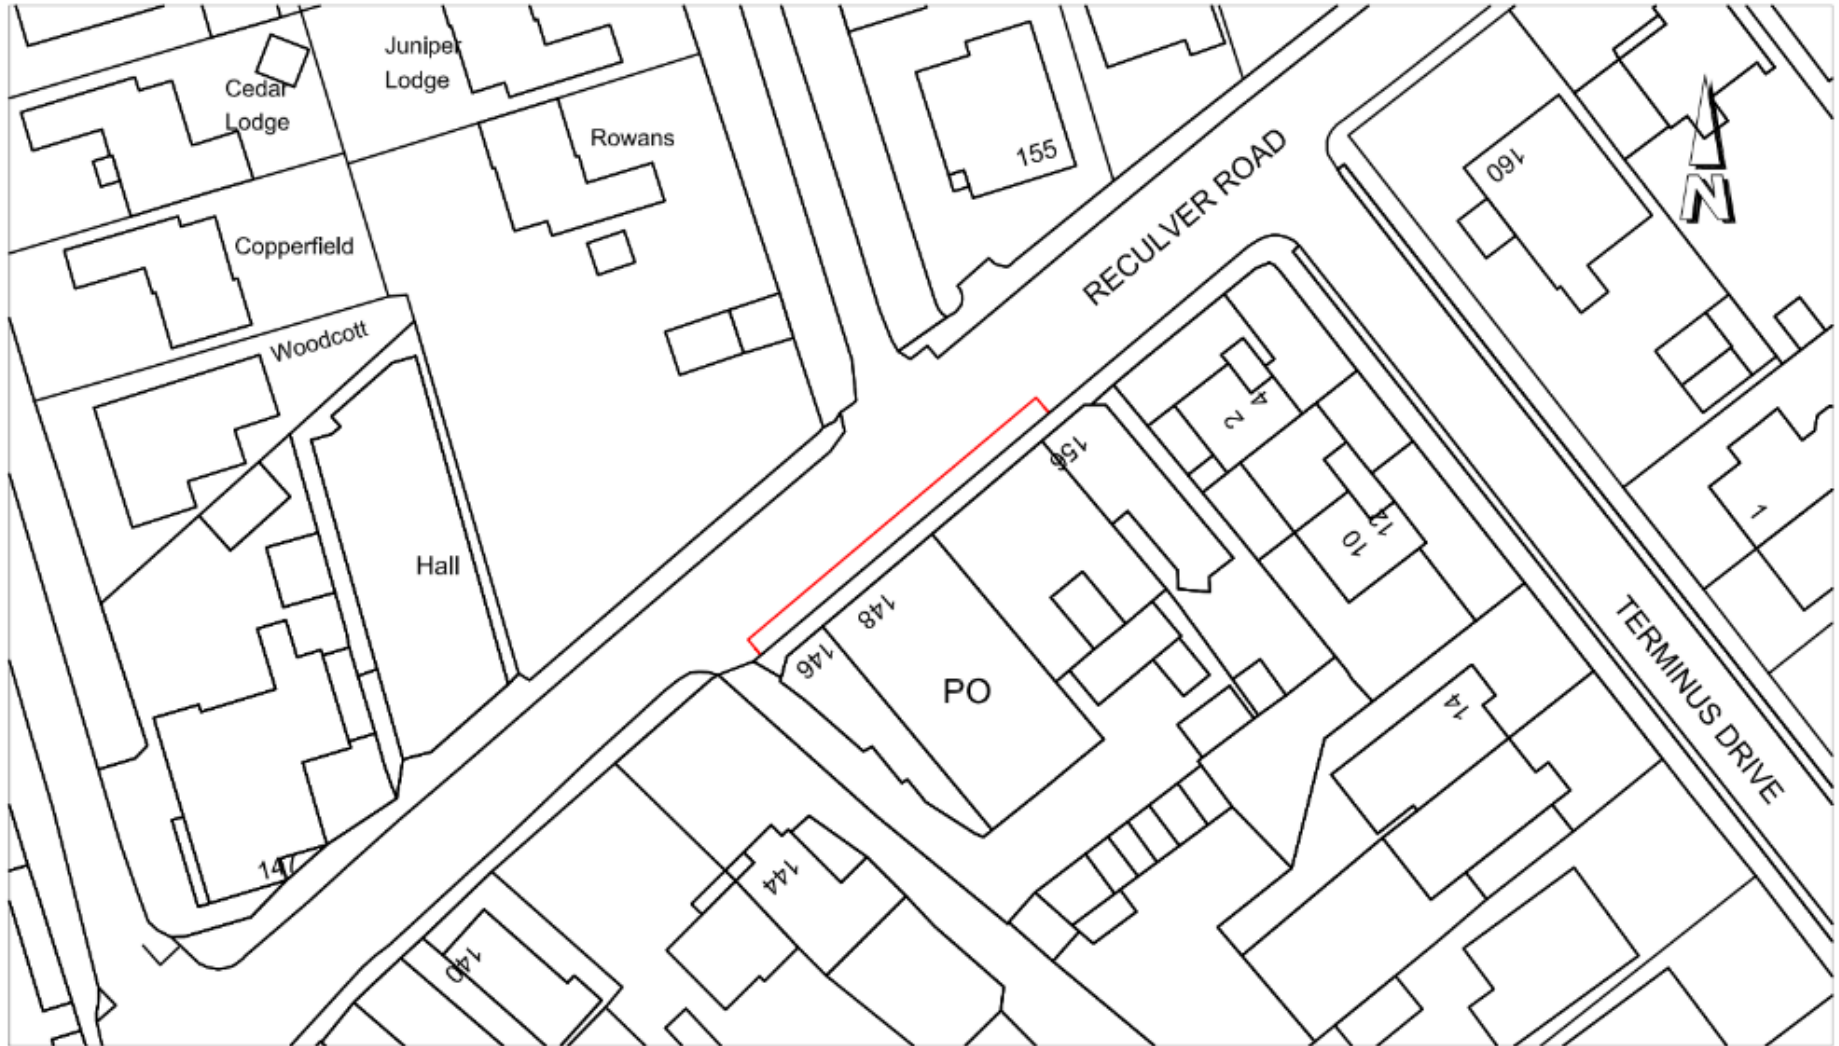 Juniper
Lodge
Cedar
Lodge
Rowans
155
RECULVER ROAD
160
N
Copperfield
Woodcott
2
4
156
1
10
12
Hall
148
146
PO
14
TERMINUS DRIVE
147
144
140